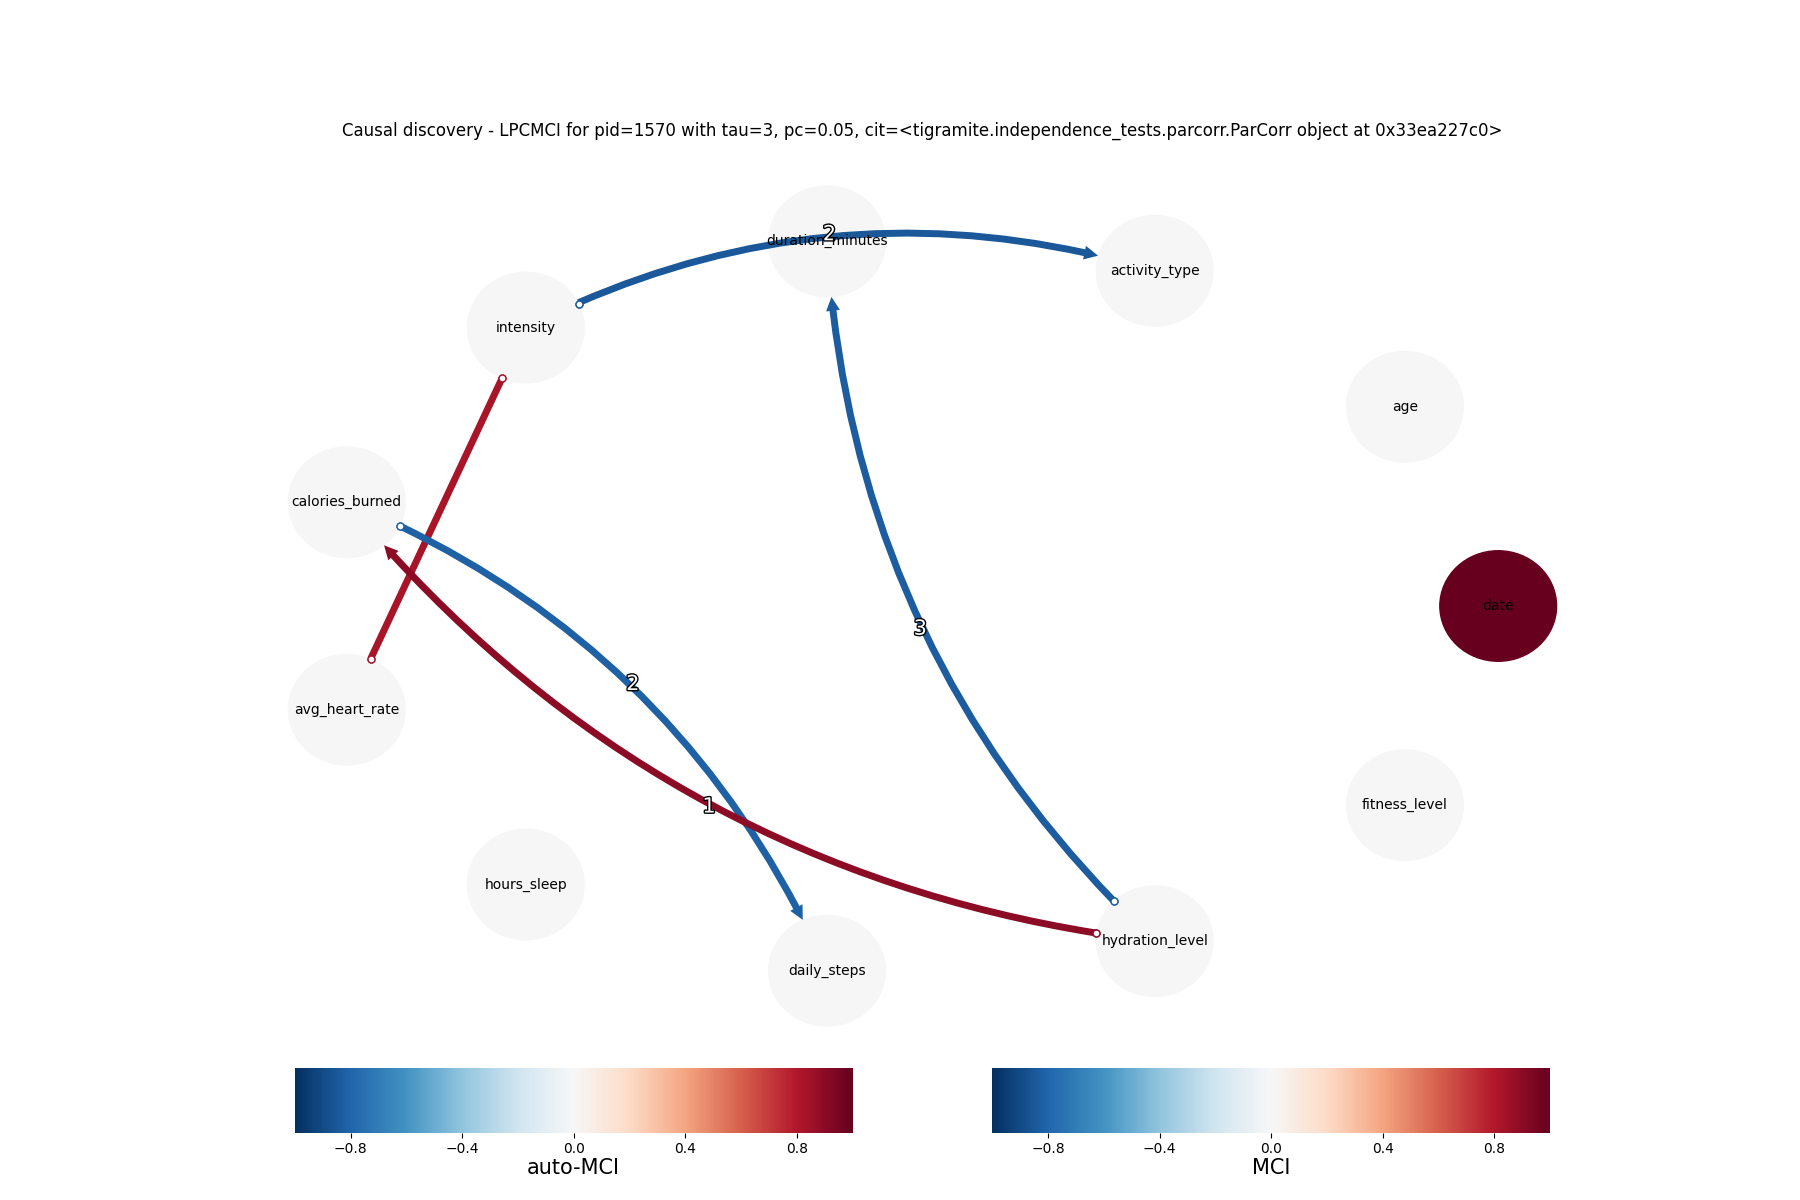 Causal discovery - LPCMCI for pid=1570 with tau=3, pc=0.05, cit=<tigramite.independence_tests.parcorr.ParCorr object at 0x33ea227c0>
duration_minutes
2
activity_type
intensity
age
calories_burned
date
3
2
avg_heart_rate
1
fitness_level
hours_sleep
hydration_level
daily_steps
−0.8 −0.4 0.0 0.4 0.8
auto-MCI
−0.8 −0.4 0.0 0.4 0.8
MCI